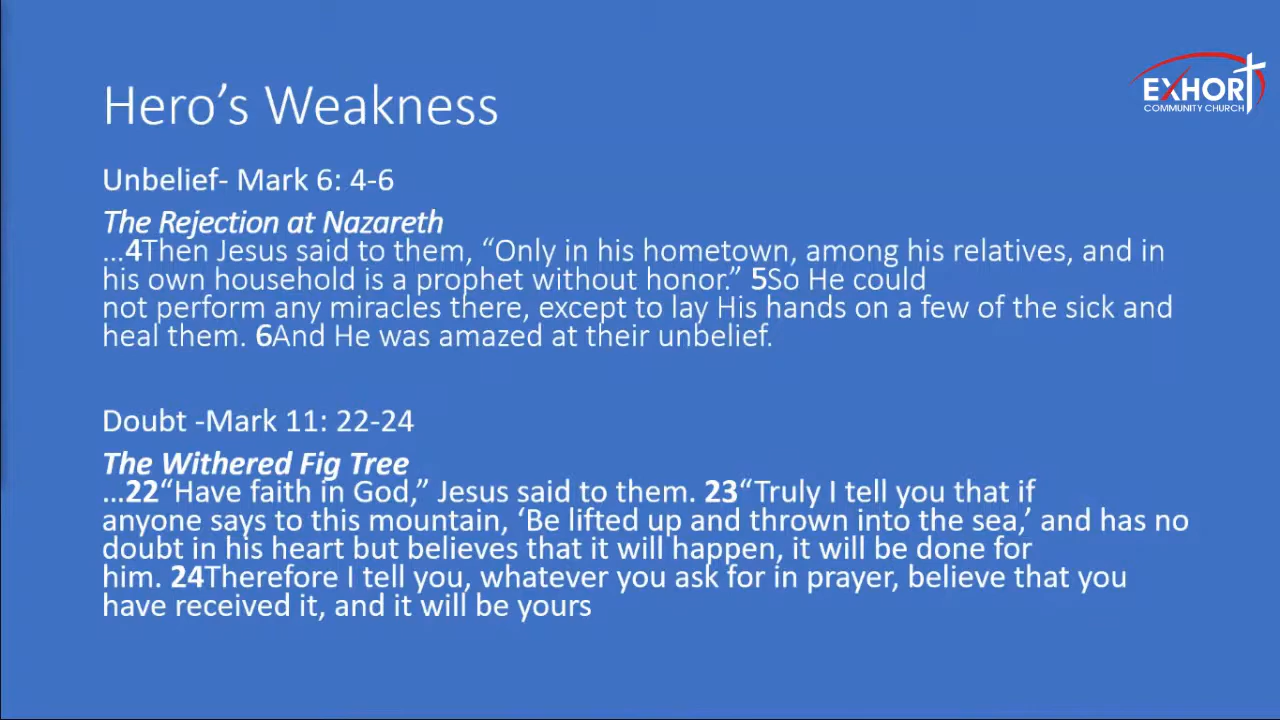 EXHORT
COMMUNITY CHURCH
Hero’s Weakness
Unbelief- Mark 6: 4-6
The Rejection at Nazareth
...4Then Jesus said to them, “Only in his hometown, among his relatives, and in
his own household is a prophet without honor.” 5So He could
not perform any miracles there, except to lay His hands on a few of the sick and
heal them. 6And He was amazed at their unbelief.
Doubt -Mark 11: 22-24
The Withered Fig Tree
...22“Have faith in God,” Jesus said to them. 23“Truly I tell you that if
anyone says to this mountain, ‘Be lifted up and thrown into the sea,’ and has no
doubt in his heart but believes that it will happen, it will be done for
him. 24Therefore I tell you, whatever you ask for in prayer, believe that you
have received it, and it will be yours